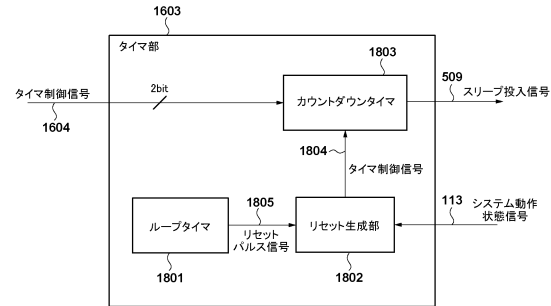 1603
タイマ部
1803
タイマ制御信号
1604
2bit
カウントダウンタイマ
509
スリープ投入信号
1804
タイマ制御信号
ループタイマ
1801
1805
リセット
パルス信号
リセット生成部
1802
113
システム動作
状態信号